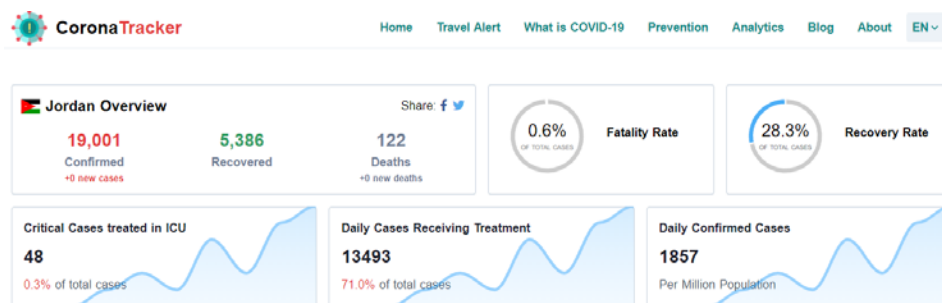 CoronaTracker
Home Travel Alert What is COVID-19 Prevention Analytics Blog About EN
Jordan Overview Share:
19,001 5,386 122
Confirmed Recovered Deaths
+0 new cases +0 new deaths
0.6% OF TOTAL CASES Fatality Rate
28.3% OF TOTAL CASES Recovery Rate
Critical Cases treated in ICU
48
0.3% of total cases
Daily Cases Receiving Treatment
13493
71.0% of total cases
Daily Confirmed Cases
1857
Per Million Population